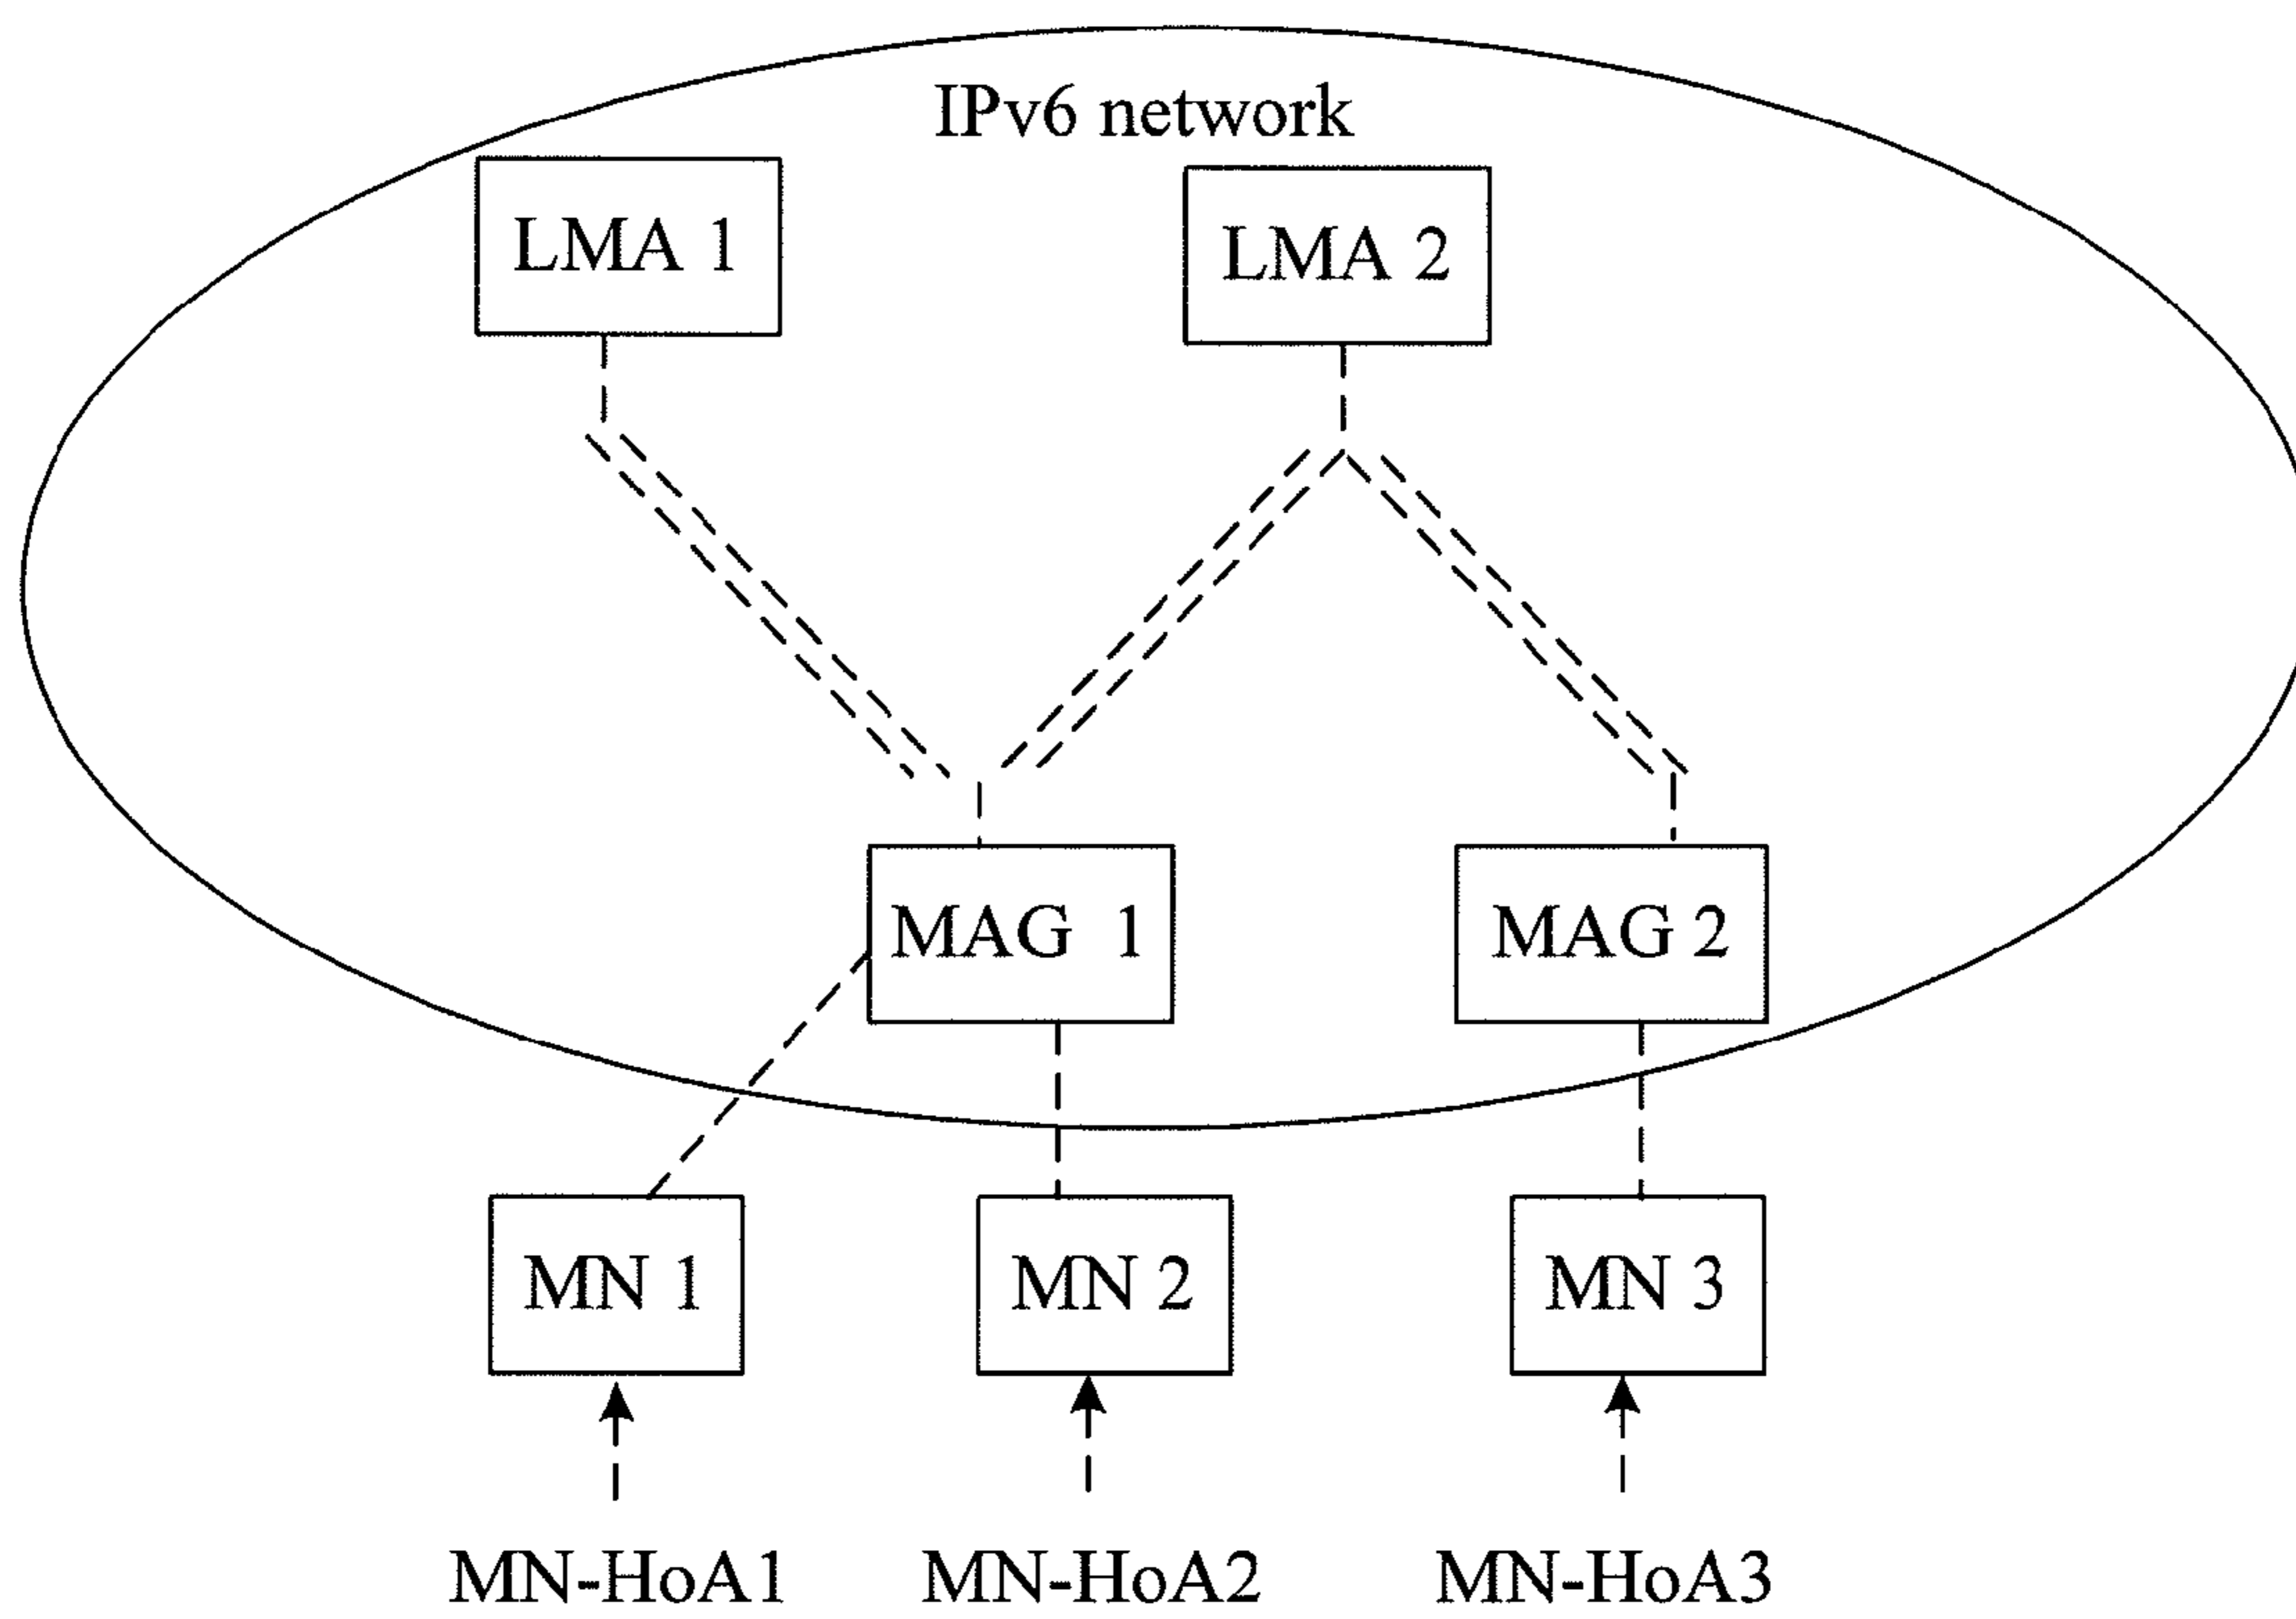 IPv6 network
LMA 1
LMA 2
MAG 1
MAG 2
MN 1
MN 2
MN 3
MN-HoA1
MN-HoA2
MN-HoA3